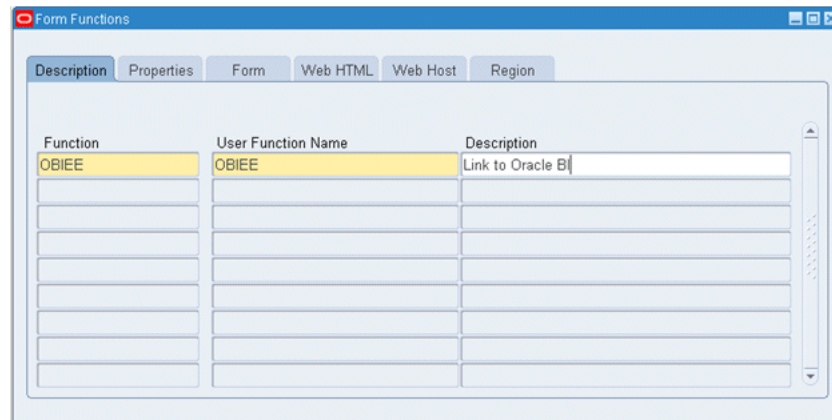 Form Functions
Description Properties Form Web HTML Web Host Region
Function User Function Name Description
OBIEE OBIEE Link to Oracle BI